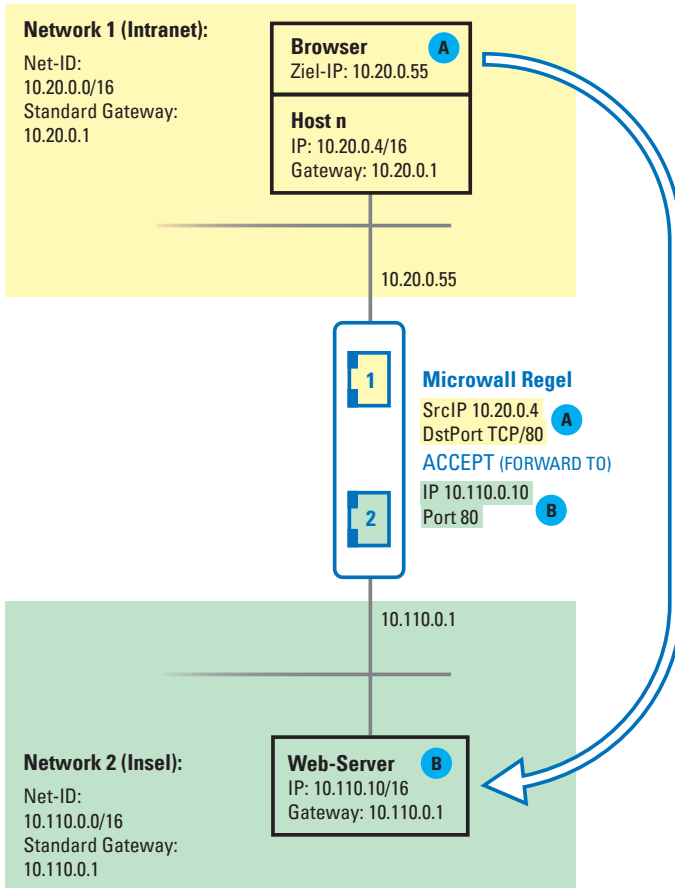 Network 1 (Intranet):
Net-ID:
10.20.0.0/16
Standard Gateway:
10.20.0.1
Browser
A
Ziel-IP: 10.20.0.55
Host n
IP: 10.20.0.4/16
Gateway: 10.20.0.1
10.20.0.55
1
2
Microwall Regel
SrcIP 10.20.0.4
DstPort TCP/80
A
ACCEPT (FORWARD TO)
IP 10.110.0.10
Port 80
B
10.110.0.1
Network 2 (Insel):
Net-ID:
10.110.0.0/16
Standard Gateway:
10.110.0.1
Web-Server
B
IP: 10.110.10/16
Gateway: 10.110.0.1